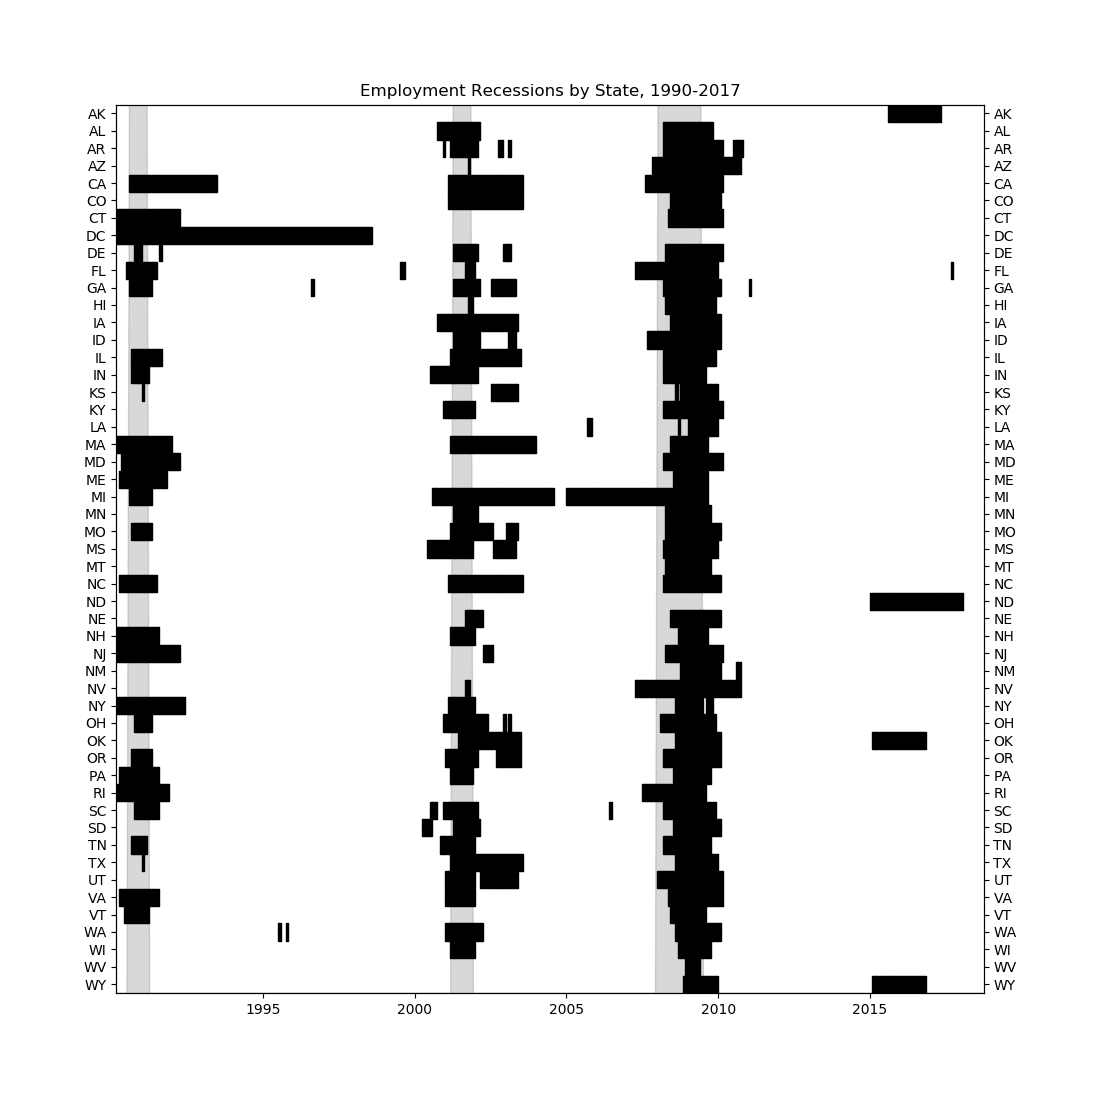 Employment Recessions by State, 1990-2017
AK AK
AL AL
AR AR
AZ AZ
CA CA
CO CO
CT CT
DC DC
DE DE
FL FL
GA GA
HI HI
IA IA
ID ID
IL IL
IN IN
KS KS
KY KY
LA LA
MA MA
MD MD
ME ME
MI MI
MN MN
MO MO
MS MS
MT MT
NC NC
ND ND
NE NE
NH NH
NJ NJ
NM NM
NV NV
NY NY
OH OH
OK OK
OR OR
PA PA
RI RI
SC SC
SD SD
TN TN
TX TX
UT UT
VA VA
VT VT
WA WA
WI WI
WV WV
WY WY
1995 2000 2005 2010 2015